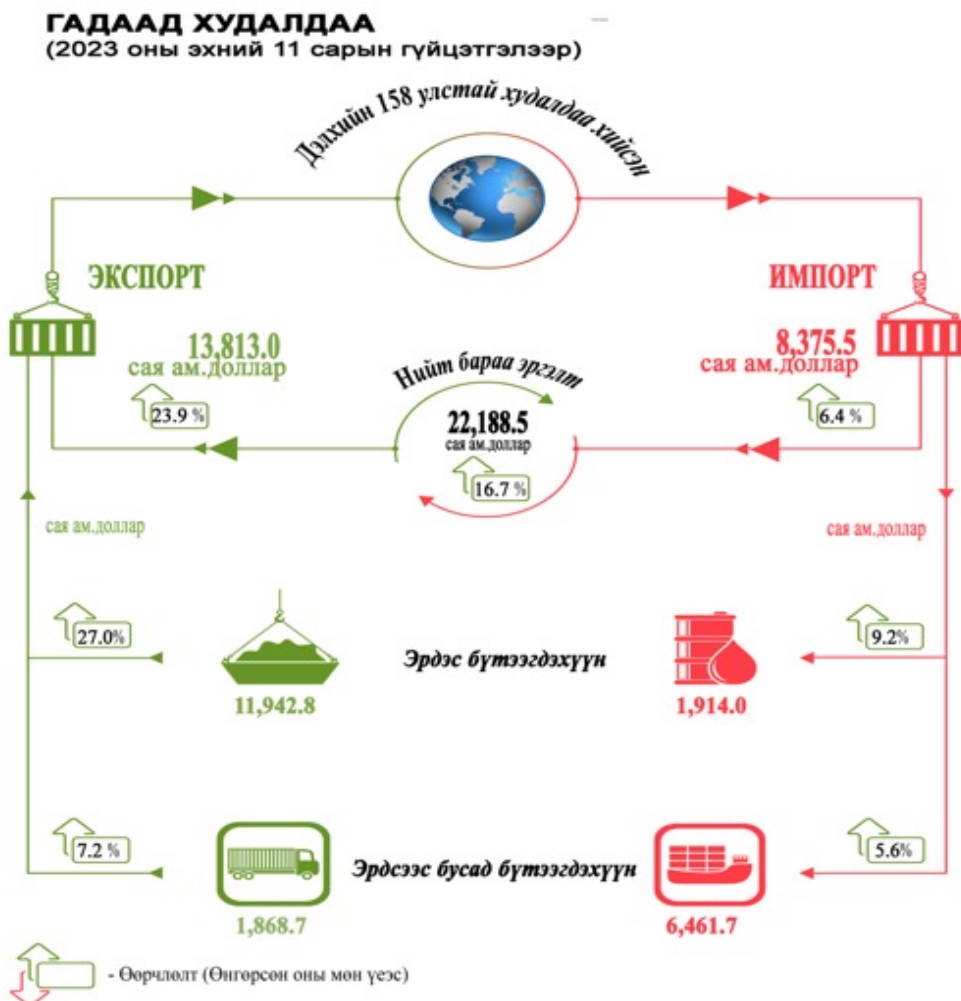 ГАДААД ХУДАЛДАА
(2023 оны эхний 11 сарын гүйцэтгэлээр)
Дэлхийн 158 улстай худалдаа хийсэн
ЭКСПОРТ
ИМПОРТ
13,813.0
сая ам.доллар
23.9 %
8,375.5
сая ам.доллар
6.4 %
Нийт бараа эргэлт
22,188.5
сая ам.доллар
16.7 %
сая ам.доллар
сая ам.доллар
27.0%
Эрдэс бүтээгдэхүүн
9.2%
11,942.8
1,914.0
7.2 %
Эрдсээс бусад бүтээгдэхүүн
5.6%
1,868.7
6,461.7
- Өөрчлөлт (Өнгөрсөн оны мөн үеэс)